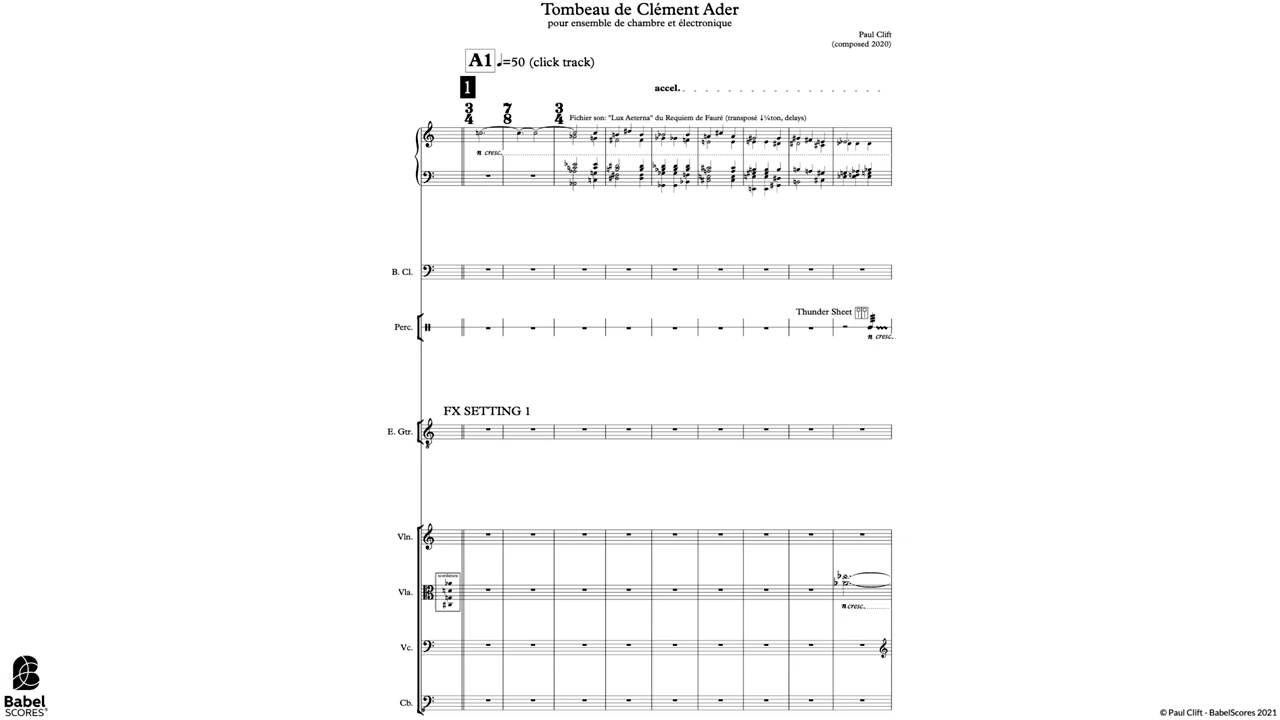 Tombeau de Clément Ader
pour ensemble de chambre et électronique
Paul Clift
(composed 2020)
A1 ♩=50 (click track)
1
accel.
3/4 7/8 3/4
Fichier son: "Lux Aeterna" du Requiem de Fauré (transposé ↓¼ton, delays)
n cresc.
B. Cl.
Thunder Sheet
Perc.
n cresc.
FX SETTING 1
E. Gtr.
8
Vln.
Vla.
n cresc.
Vc.
Cb.
Babel
SCORES
© Paul Clift - BabelScores 2021